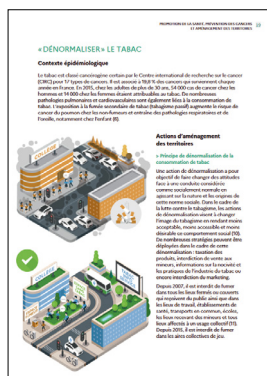 PROMOTION DE LA SANTÉ, PRÉVENTION DES CANCERS
ET AMÉNAGEMENT DES TERRITOIRES
« DÉNORMALISER » LE TABAC
Contexte épidémiologique
Le tabac est classé cancérogène certain par le Centre international de recherche sur le cancer
(CIRC) pour 17 types de cancers. Il est associé à 19,8 % des cancers qui surviennent chaque
année en France. En 2015, chez les adultes de plus de 30 ans, 54 000 cas de cancer chez les
hommes et 14 000 chez les femmes étaient attribuables au tabac. De nombreuses
pathologies pulmonaires et cardiovasculaires sont également liées à la consommation de
tabac. L'exposition à la fumée secondaire de tabac (tabagisme passif) augmente le risque de
cancer du poumon chez les non-fumeurs et entraîne des pathologies respiratoires et de
l'oreille, notamment chez l'enfant (8).
Actions d'aménagement
des territoires
Principe de dénormalisation de la
consommation de tabac
Une action de dénormalisation a pour
objectif de faire changer des attitudes
face à une conduite considérée
comme socialement normale en
agissant sur la nature et les origines de
cette norme sociale. Dans le cadre de
la lutte contre le tabagisme, les actions
de dénormalisation visent à changer
l'image du tabagisme en rendant moins
acceptable, moins accessible et moins
désirable ce comportement social (10).
De nombreuses stratégies peuvent être
déployées dans le cadre de cette
dénormalisation : taxation des
produits, interdiction de vente aux
mineurs, informations sur la nocivité et
les pratiques de l'industrie du tabac ou
encore interdiction du marketing.
Depuis 2007, il est interdit de fumer
dans tous les lieux fermés ou couverts
qui reçoivent du public ainsi que dans
les lieux de travail, établissements de
santé, transports en commun, écoles,
les lieux recevant des mineurs et tous
lieux affectés à un usage collectif (11).
Depuis 2015, il est interdit de fumer
dans les aires collectives de jeu.
COLLÈGE
COLLÈGE